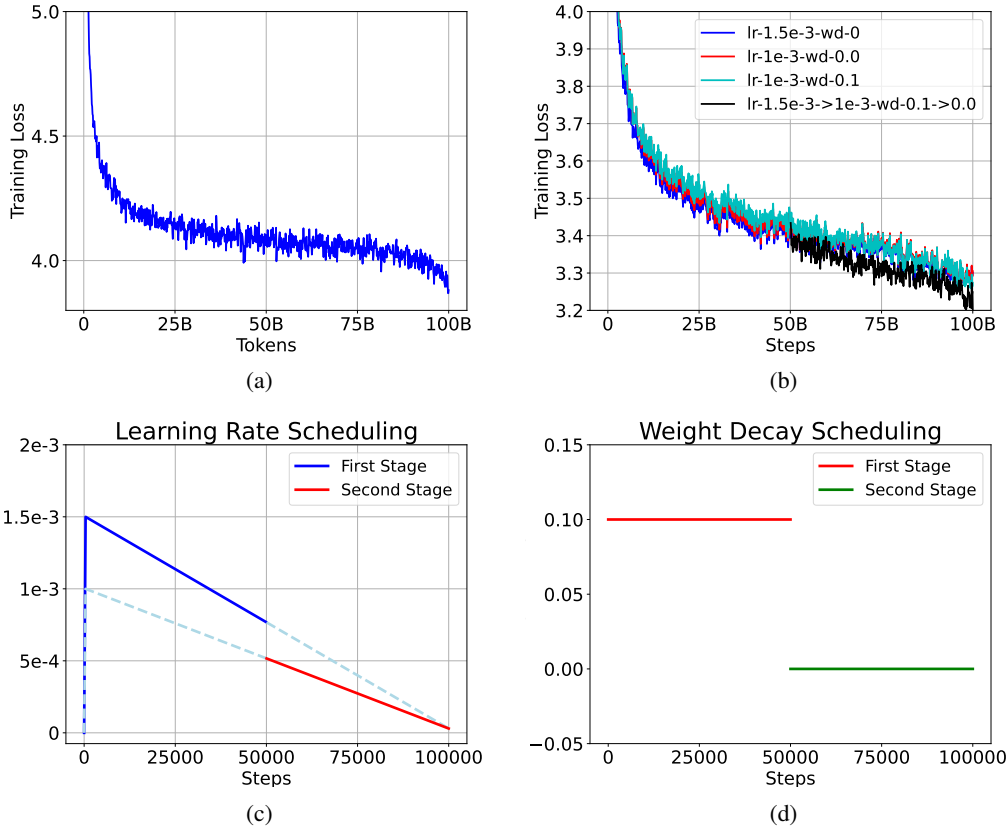 5.0
4.5
4.0
Training Loss
0
25B
50B
75B
100B
Tokens
(a)
4.0
3.9
3.8
3.7
3.6
3.5
3.4
3.3
3.2
Training Loss
lr-1.5e-3-wd-0
lr-1e-3-wd-0.0
lr-1e-3-wd-0.1
lr-1.5e-3->1e-3-wd-0.1->0.0
0
25B
50B
75B
100B
Steps
(b)
Learning Rate Scheduling
2e-3
1.5e-3
1e-3
5e-4
0
First Stage
Second Stage
0
25000
50000
75000
100000
Steps
(c)
Weight Decay Scheduling
0.15
0.10
0.05
0.00
−0.05
First Stage
Second Stage
0
25000
50000
75000
100000
Steps
(d)